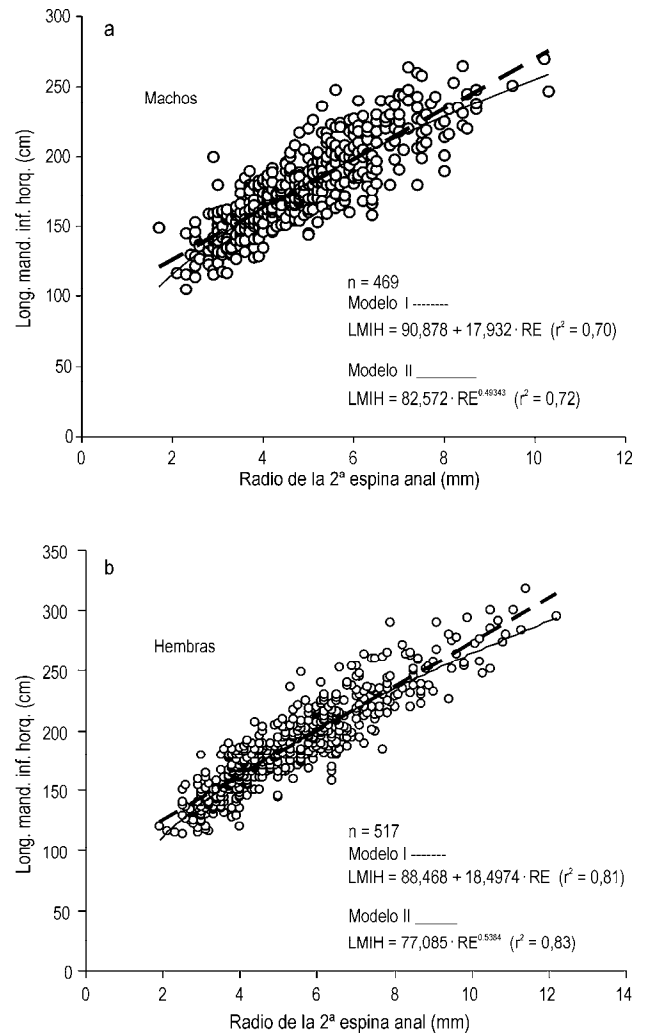 a
300
250
200
150
100
50
0
Long. mand. inf. horq. (cm)
Machos
n = 469
Modelo I --------
LMIH = 90,878 + 17,932 · RE (r² = 0,70)
Modelo II ________
LMIH = 82,572 · RE^0.49343 (r² = 0,72)
0 2 4 6 8 10 12
Radio de la 2ª espina anal (mm)
b
350
300
250
200
150
100
50
0
Long. mand. inf. horq. (cm)
Hembras
n = 517
Modelo I -------
LMIH = 88,468 + 18,4974 · RE (r² = 0,81)
Modelo II _____
LMIH = 77,085 · RE^0.5384 (r² = 0,83)
0 2 4 6 8 10 12 14
Radio de la 2ª espina anal (mm)